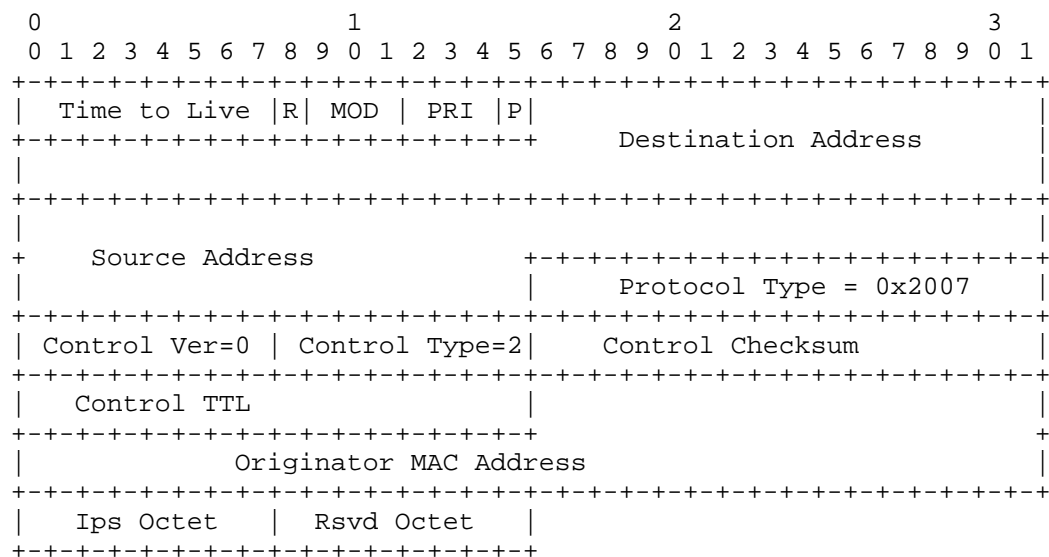 0                   1                   2                   3
 0 1 2 3 4 5 6 7 8 9 0 1 2 3 4 5 6 7 8 9 0 1 2 3 4 5 6 7 8 9 0 1
+-+-+-+-+-+-+-+-+-+-+-+-+-+-+-+-+-+-+-+-+-+-+-+-+-+-+-+-+-+-+-+-+
|  Time to Live |R| MOD | PRI |P|                               |
+-+-+-+-+-+-+-+-+-+-+-+-+-+-+-+-+     Destination Address       |
|                                                               |
+-+-+-+-+-+-+-+-+-+-+-+-+-+-+-+-+-+-+-+-+-+-+-+-+-+-+-+-+-+-+-+-+
|                                                               |
+    Source Address             +-+-+-+-+-+-+-+-+-+-+-+-+-+-+-+-+
|                               |     Protocol Type = 0x2007    |
+-+-+-+-+-+-+-+-+-+-+-+-+-+-+-+-+-+-+-+-+-+-+-+-+-+-+-+-+-+-+-+-+
| Control Ver=0 | Control Type=2|    Control Checksum           |
+-+-+-+-+-+-+-+-+-+-+-+-+-+-+-+-+-+-+-+-+-+-+-+-+-+-+-+-+-+-+-+-+
|   Control TTL                 |                               |
+-+-+-+-+-+-+-+-+-+-+-+-+-+-+-+-+                               +
|             Originator MAC Address                            |
+-+-+-+-+-+-+-+-+-+-+-+-+-+-+-+-+-+-+-+-+-+-+-+-+-+-+-+-+-+-+-+-+
|   Ips Octet   |  Rsvd Octet   |
+-+-+-+-+-+-+-+-+-+-+-+-+-+-+-+-+